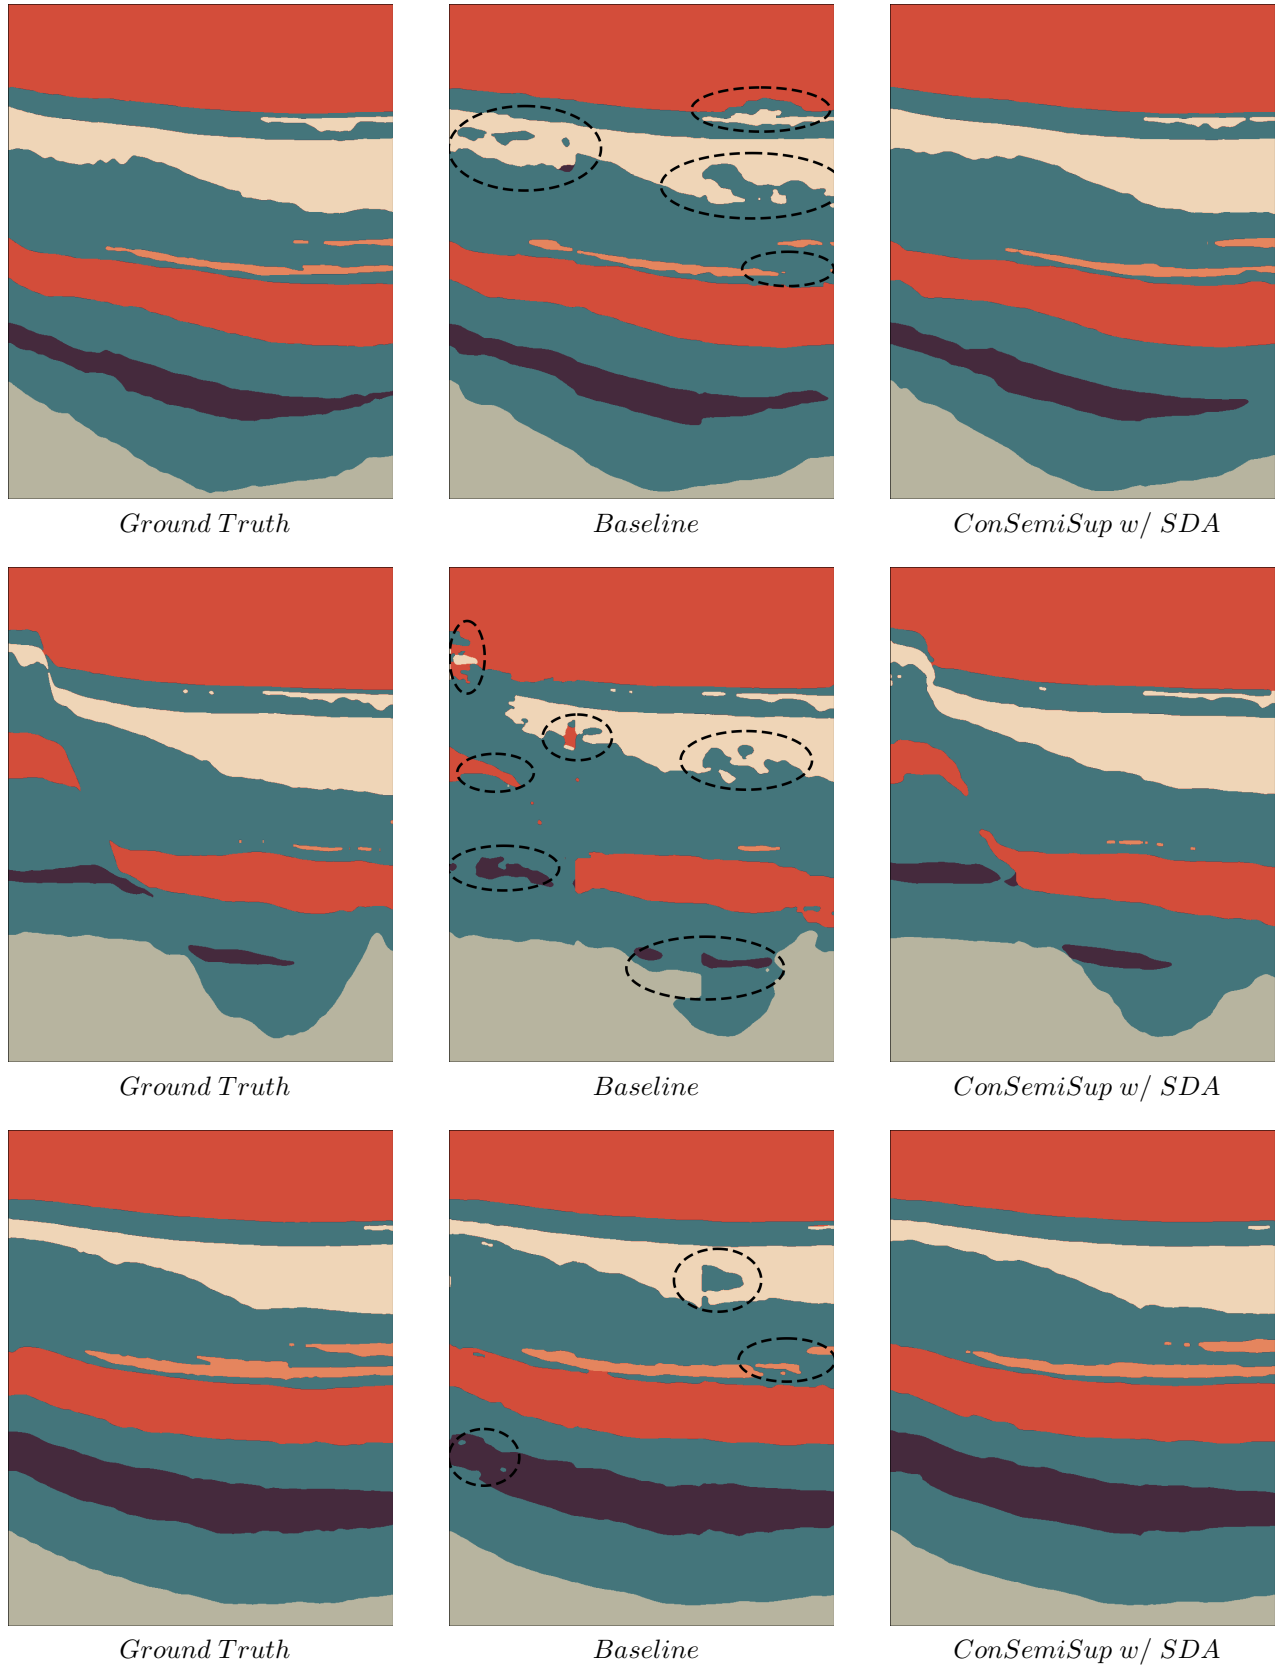 Ground Truth
Baseline
ConSemiSup w/ SDA
Ground Truth
Baseline
ConSemiSup w/ SDA
Ground Truth
Baseline
ConSemiSup w/ SDA